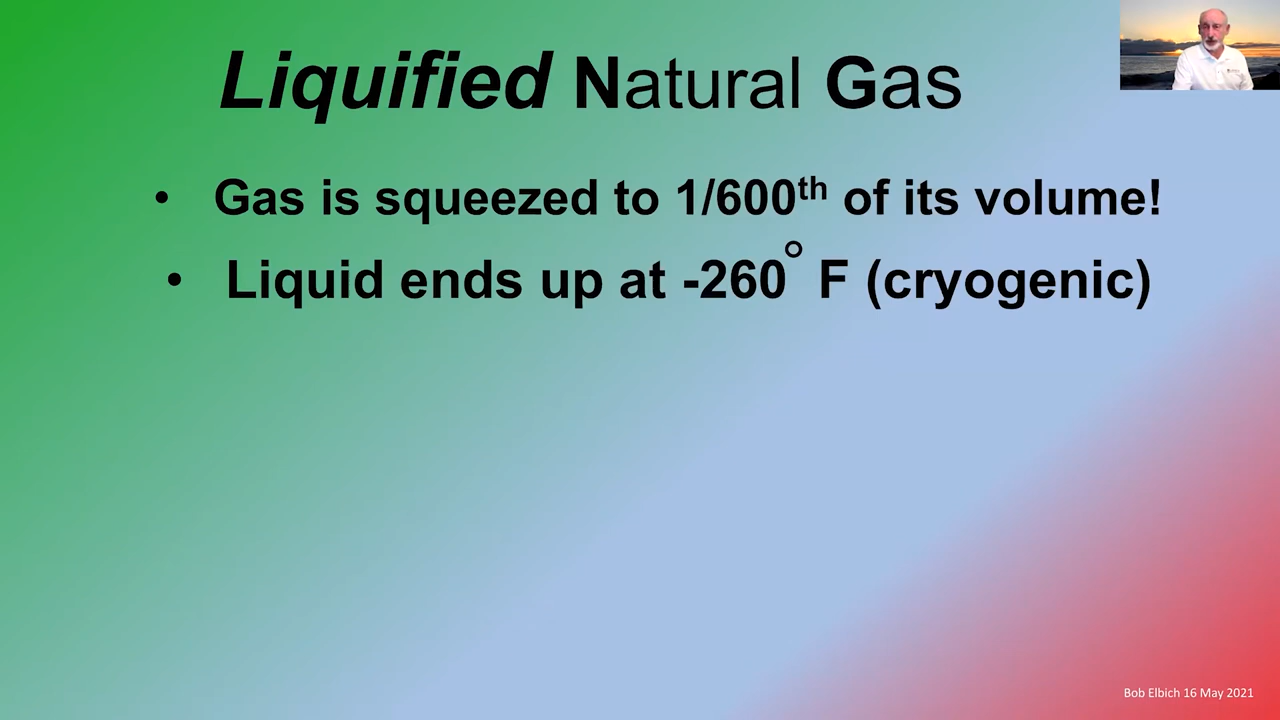 Liquified Natural Gas
• Gas is squeezed to 1/600th of its volume!
• Liquid ends up at -260° F (cryogenic)
Bob Elbich 16 May 2021